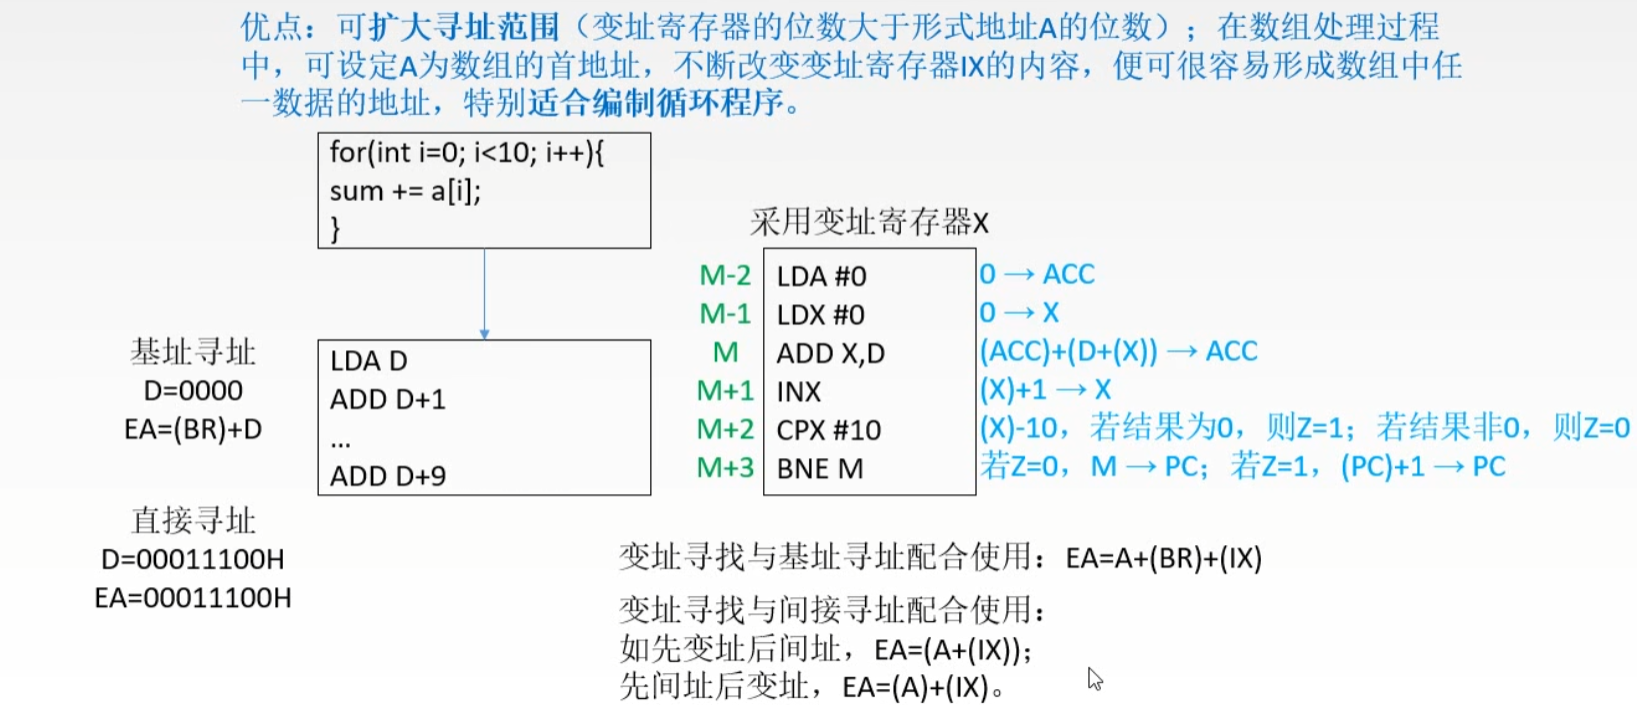 优点：可扩大寻址范围（变址寄存器的位数大于形式地址A的位数）；在数组处理过程
中，可设定A为数组的首地址，不断改变变址寄存器IX的内容，便可很容易形成数组中任
一数据的地址，特别适合编制循环程序。
for(int i=0; i<10; i++){
sum += a[i];
}
基址寻址
D=0000
EA=(BR)+D
直接寻址
D=00011100H
EA=00011100H
LDA D
ADD D+1
...
ADD D+9
采用变址寄存器X
M-2 LDA #0 0 → ACC
M-1 LDX #0 0 → X
M ADD X,D (ACC)+(D+(X)) → ACC
M+1 INX (X)+1 → X
M+2 CPX #10 (X)-10，若结果为0，则Z=1；若结果非0，则Z=0
M+3 BNE M 若Z=0，M → PC；若Z=1，(PC)+1 → PC
变址寻找与基址寻址配合使用：EA=A+(BR)+(IX)
变址寻找与间接寻址配合使用：
如先变址后间址，EA=(A+(IX));
先间址后变址，EA=(A)+(IX)。